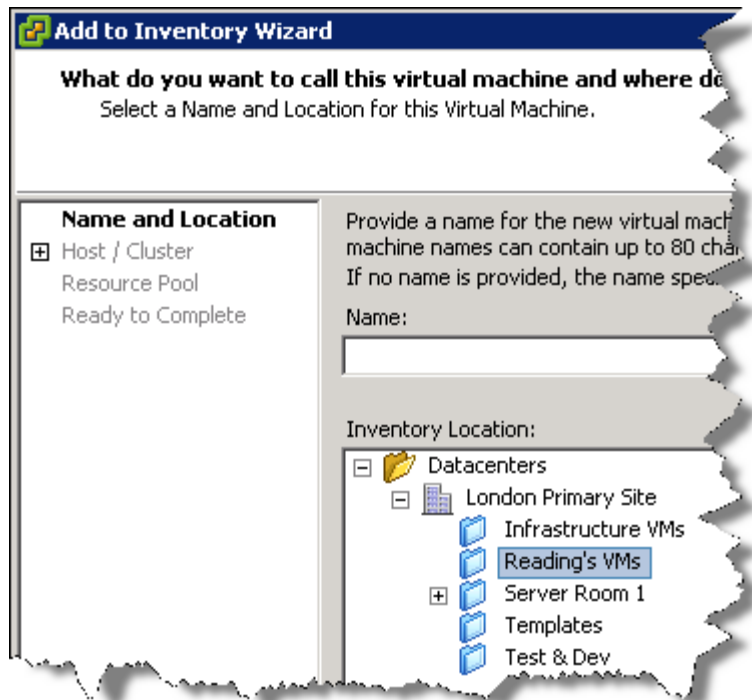 Add to Inventory Wizard
What do you want to call this virtual machine and where do
Select a Name and Location for this Virtual Machine.
Name and Location
Host / Cluster
Resource Pool
Ready to Complete
Provide a name for the new virtual mach
machine names can contain up to 80 cha
If no name is provided, the name spec
Name:
Inventory Location:
Datacenters
London Primary Site
Infrastructure VMs
Reading's VMs
Server Room 1
Templates
Test & Dev